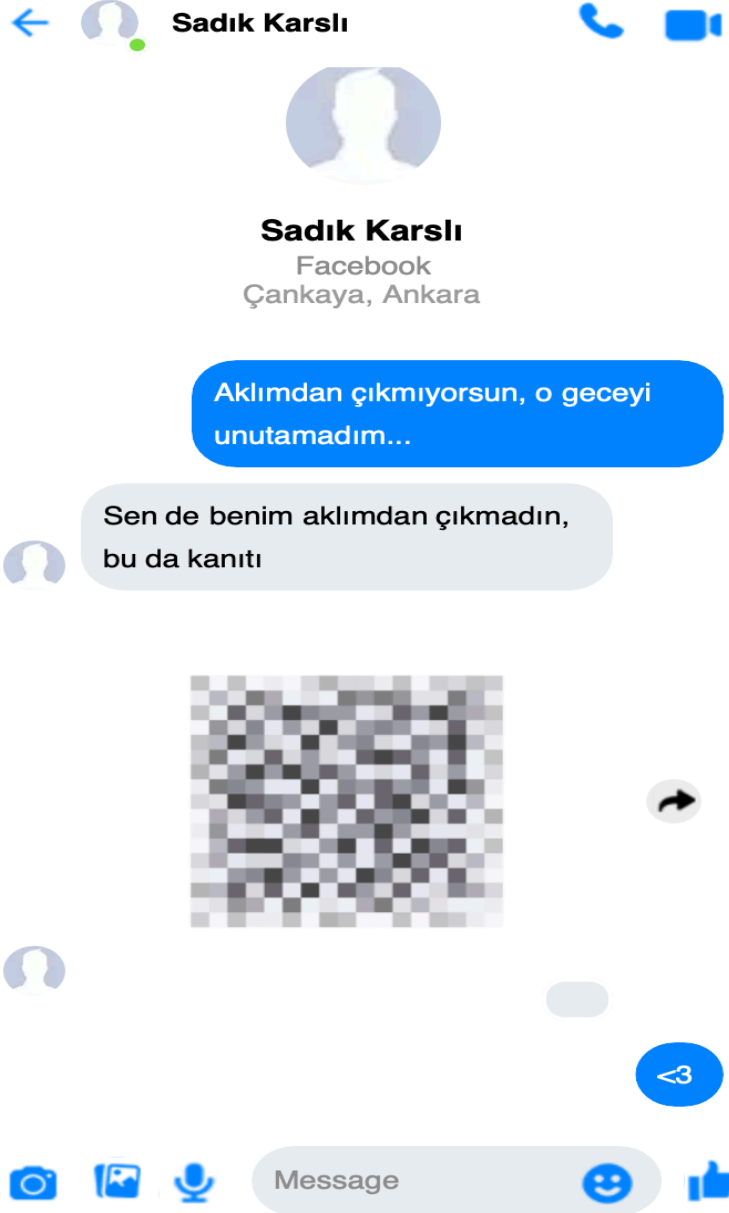 Sadık Karslı
Sadık Karslı
Facebook
Çankaya, Ankara
Aklımdan çıkmıyorsun, o geceyi
unutamadım...
Sen de benim aklımdan çıkmadın,
bu da kanıtı
<3
Message